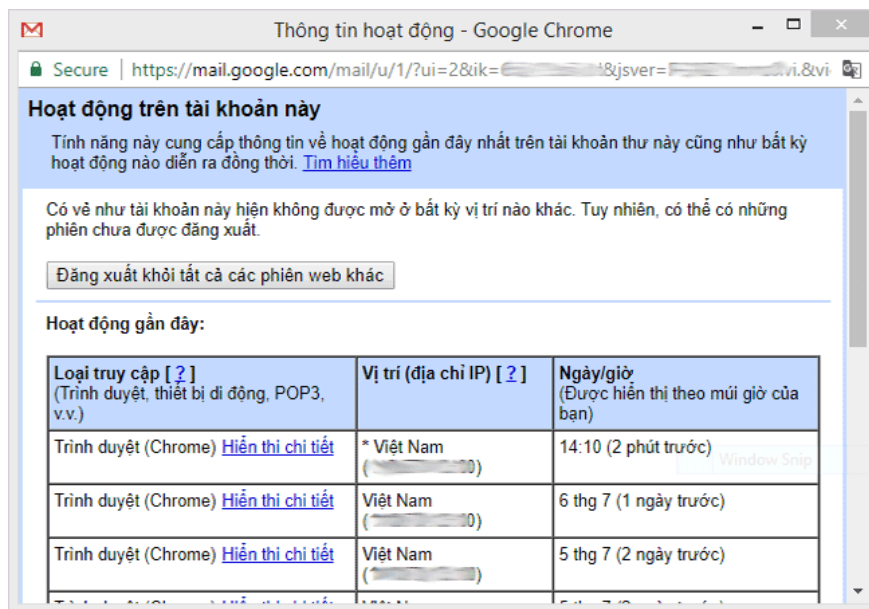 Thông tin hoạt động - Google Chrome
Secure | https://mail.google.com/mail/u/1/?ui=2&ik= &jsver= vi.&vi
Hoạt động trên tài khoản này
Tính năng này cung cấp thông tin về hoạt động gần đây nhất trên tài khoản thư này cũng như bất kỳ
hoạt động nào diễn ra đồng thời. Tìm hiểu thêm
Có vẻ như tài khoản này hiện không được mở ở bất kỳ vị trí nào khác. Tuy nhiên, có thể có những
phiên chưa được đăng xuất.
Đăng xuất khỏi tất cả các phiên web khác
Hoạt động gần đây:
Loại truy cập [ ? ]
(Trình duyệt, thiết bị di động, POP3,
v.v.)
Vị trí (địa chỉ IP) [ ? ]
Ngày/giờ
(Được hiển thị theo múi giờ của
bạn)
Trình duyệt (Chrome) Hiển thi chi tiết
* Việt Nam
14:10 (2 phút trước)
Window Snip
Trình duyệt (Chrome) Hiển thi chi tiết
Việt Nam
6 thg 7 (1 ngày trước)
Trình duyệt (Chrome) Hiển thi chi tiết
Việt Nam
5 thg 7 (2 ngày trước)